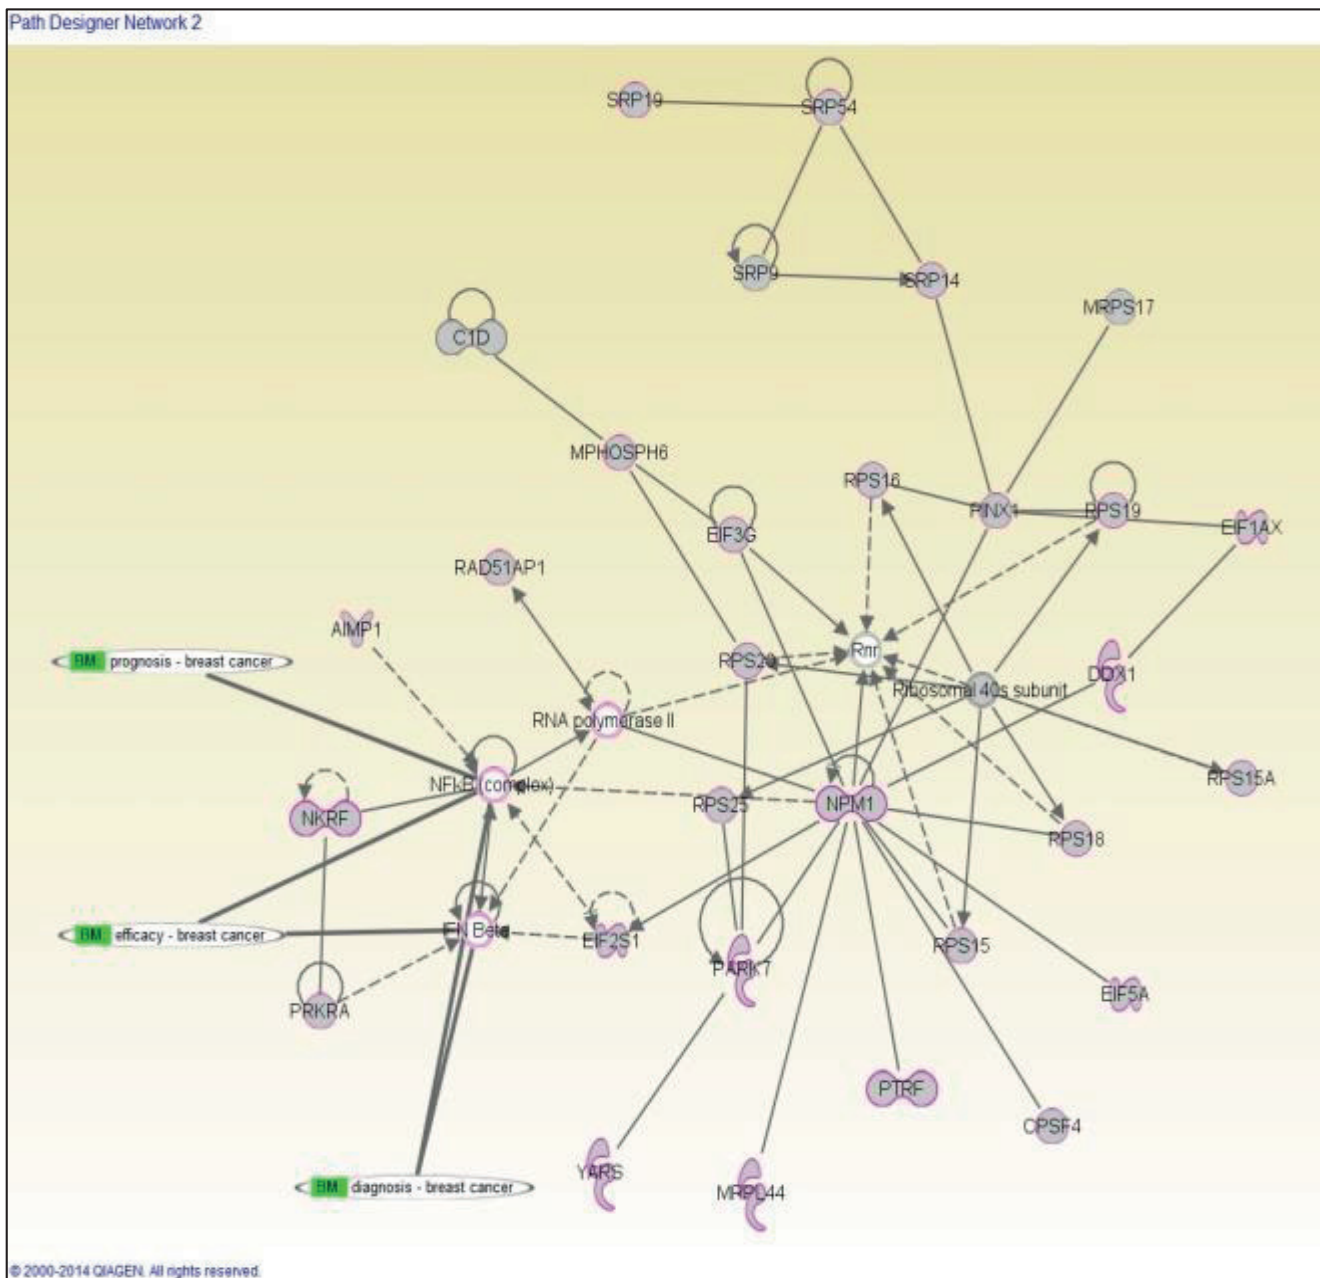 Path Designer Network 2
SRP19
SRP54
SRP9
SRP14
MRPS17
C1D
MPHOSPH6
RPS16
PINX1
RPS19
EIF1AX
EIF3G
RAD51AP1
AIMP1
BM prognosis - breast cancer
RPS20
Rnr
Ribosomal 40s subunit
DDX1
RNA polymerase II
NFkB (complex)
RPS15A
NKRF
RPS25
NPM1
RPS18
BM efficacy - breast cancer
Beta
EIF2S1
PARK7
RPS15
EIF5A
PRKRA
PTRF
CPSF4
YARS
MRPL44
BM diagnosis - breast cancer
© 2000-2014 QIAGEN. All rights reserved.